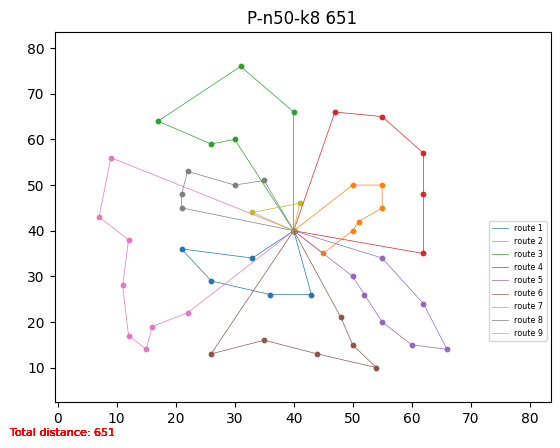 P-n50-k8 651
80
70
60
50
40
30
20
10
0 10 20 30 40 50 60 70 80
route 1
route 2
route 3
route 4
route 5
route 6
route 7
route 8
route 9
Total distance: 651